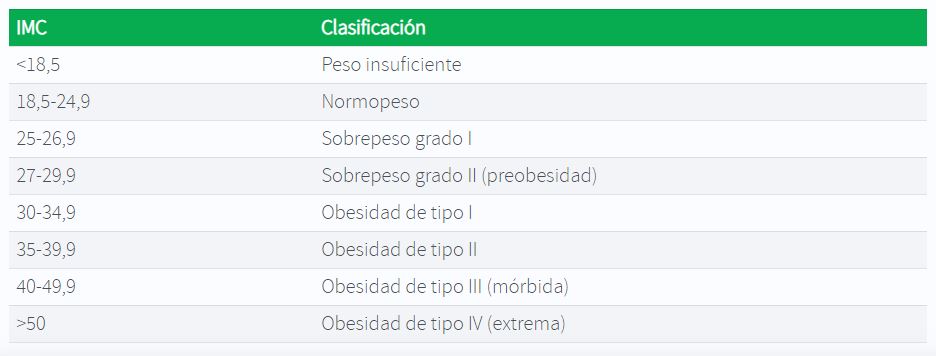 IMC Clasificación
<18,5 Peso insuficiente
18,5-24,9 Normopeso
25-26,9 Sobrepeso grado I
27-29,9 Sobrepeso grado II (preobesidad)
30-34,9 Obesidad de tipo I
35-39,9 Obesidad de tipo II
40-49,9 Obesidad de tipo III (mórbida)
>50 Obesidad de tipo IV (extrema)